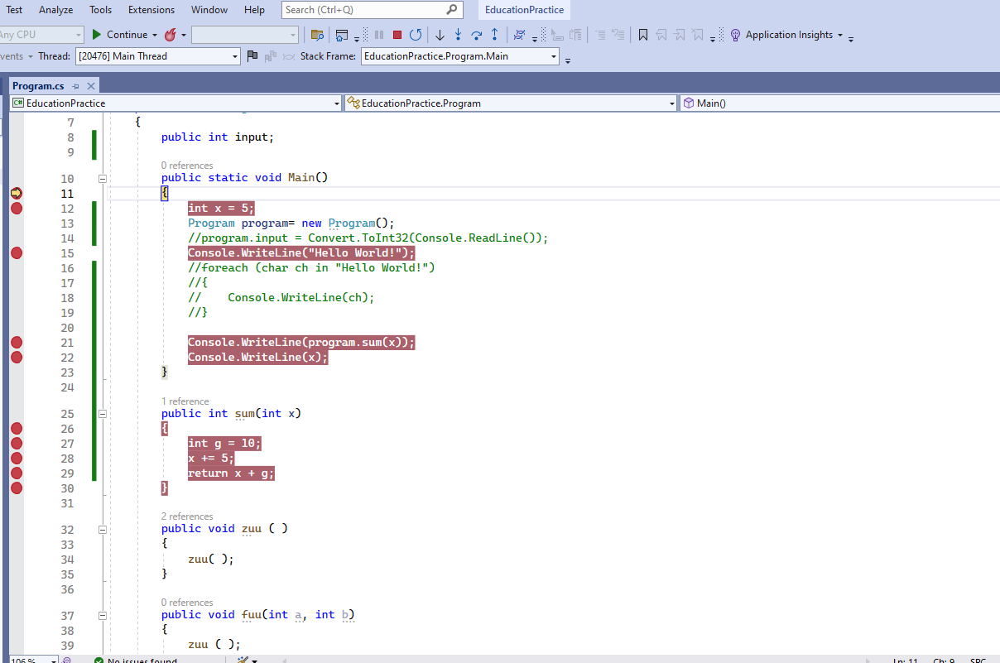 Test Analyze Tools Extensions Window Help Search (Ctrl+Q) EducationPractice
Any CPU Continue Application Insights
vents Thread: [20476] Main Thread Stack Frame: EducationPractice.Program.Main
Program.cs
C# EducationPractice EducationPractice.Program Main()
7 {
8 public int input;
9
0 references
10 public static void Main()
11 {
12 int x = 5;
13 Program program= new Program();
14 //program.input = Convert.ToInt32(Console.ReadLine());
15 Console.WriteLine("Hello World!");
16 //foreach (char ch in "Hello World!")
17 //{
18 //    Console.WriteLine(ch);
19 //}
20
21 Console.WriteLine(program.sum(x));
22 Console.WriteLine(x);
23 }
24
1 reference
25 public int sum(int x)
26 {
27 int g = 10;
28 x += 5;
29 return x + g;
30 }
31
2 references
32 public void zuu ( )
33 {
34 zuu( );
35 }
36
0 references
37 public void fuu(int a, int b)
38 {
39 zuu ( );
106 % No issues found Ln: 11 Ch: 9 SPC